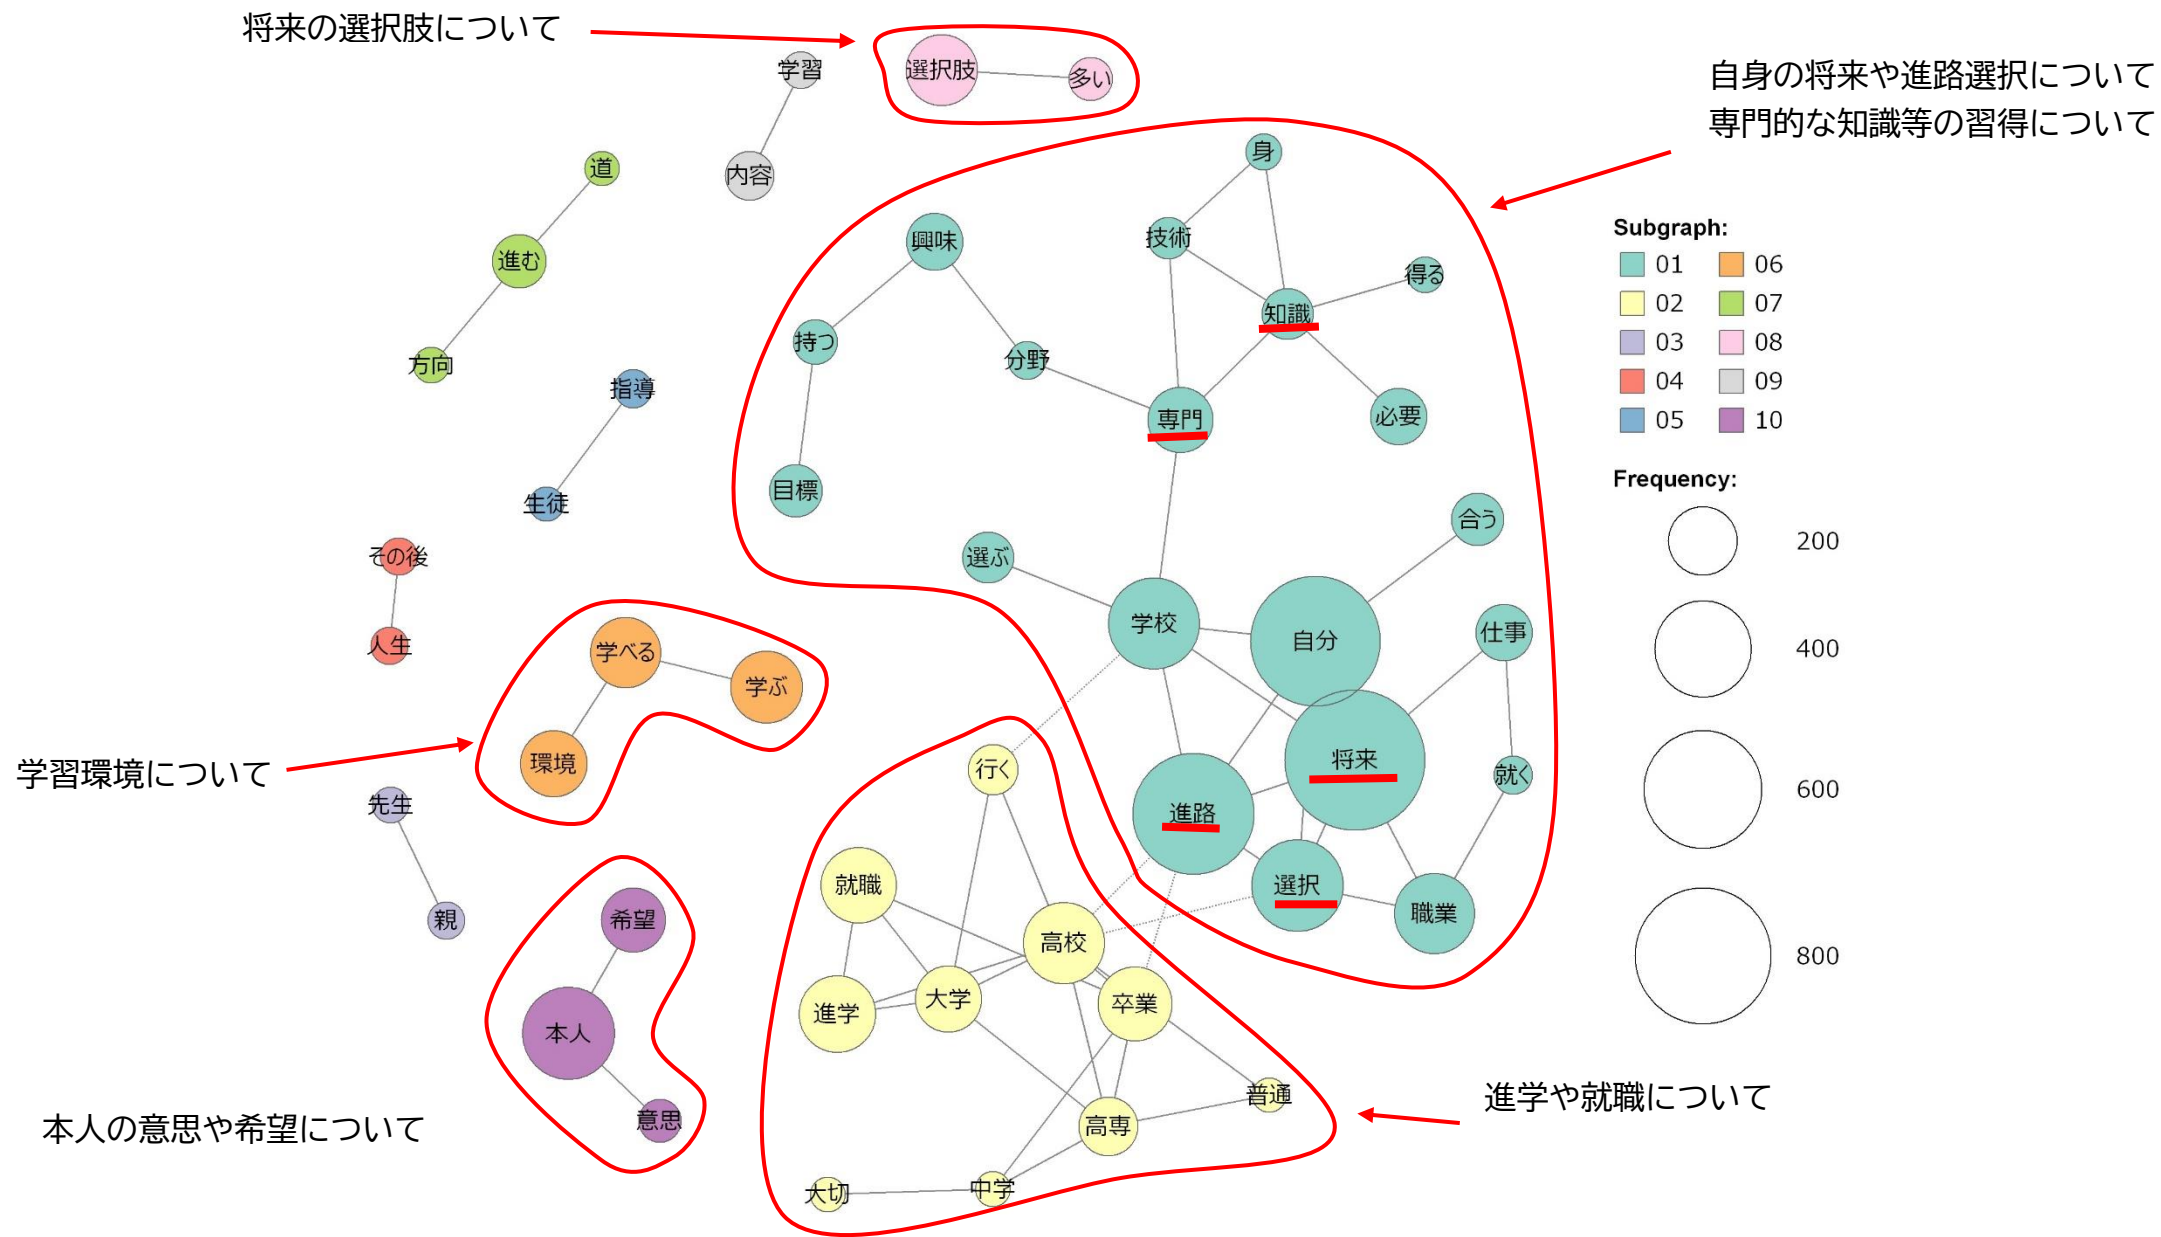 将来の選択肢について
選択肢
多い
学習
内容
自身の将来や進路選択について
専門的な知識等の習得について
道
進む
方向
身
技術
興味
得る
知識
持つ
分野
専門
必要
目標
指導
生徒
その後
人生
選ぶ
合う
学校
自分
仕事
将来
就く
進路
選択
職業
学べる
学ぶ
環境
学習環境について
先生
親
希望
本人
意思
本人の意思や希望について
行く
就職
高校
進学
大学
卒業
普通
高専
中学
大切
進学や就職について
Subgraph:
01 06
02 07
03 08
04 09
05 10
Frequency:
200
400
600
800